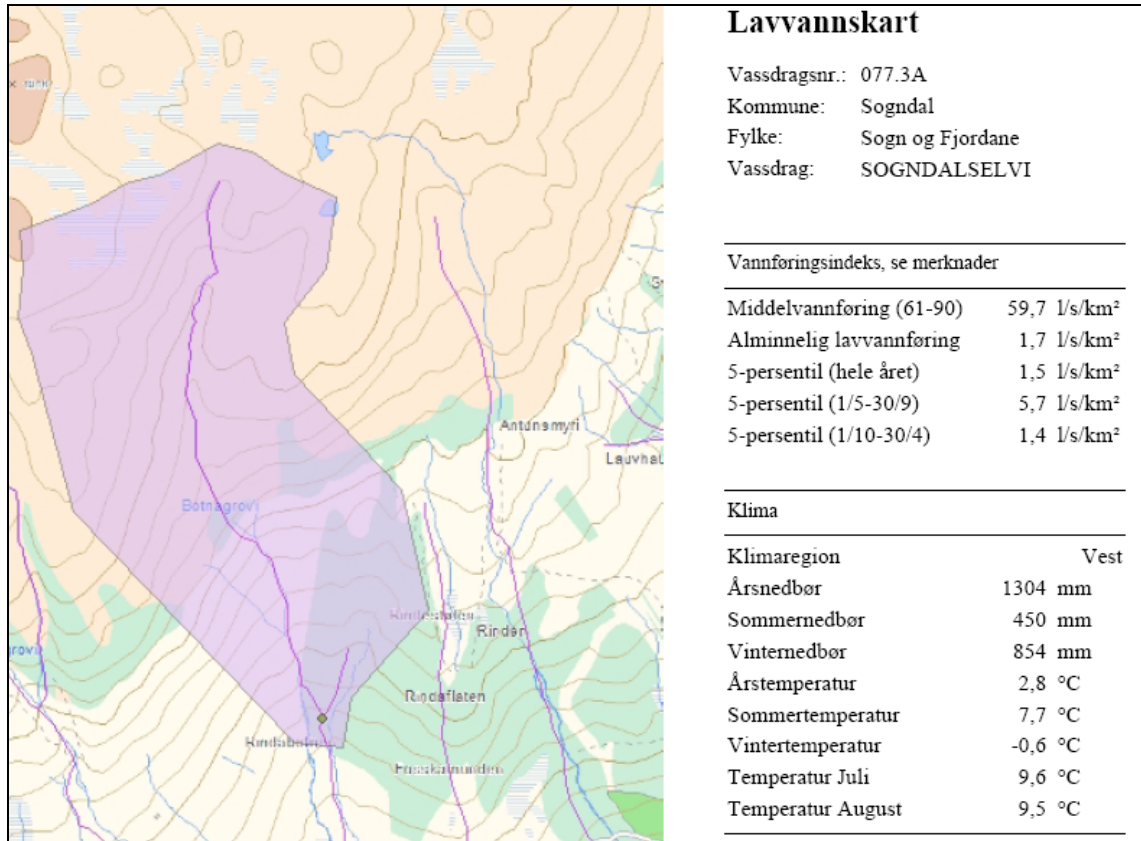 Lavvannskart
Vassdragsnr.: 077.3A
Kommune: Sogndal
Fylke: Sogn og Fjordane
Vassdrag: SOGNDALSELVI
Vannføringsindeks, se merknader
Middelvannføring (61-90) 59,7 l/s/km²
Alminnelig lavvannføring 1,7 l/s/km²
5-persentil (hele året) 1,5 l/s/km²
5-persentil (1/5-30/9) 5,7 l/s/km²
5-persentil (1/10-30/4) 1,4 l/s/km²
Klima
Klimaregion Vest
Årsnedbør 1304 mm
Sommernedbør 450 mm
Vinternedbør 854 mm
Årstemperatur 2,8 °C
Sommertemperatur 7,7 °C
Vintertemperatur -0,6 °C
Temperatur Juli 9,6 °C
Temperatur August 9,5 °C
Antunsmyri
Lauvhau
Botnagrovi
Rindestølen
Rinden
Rindaflaten